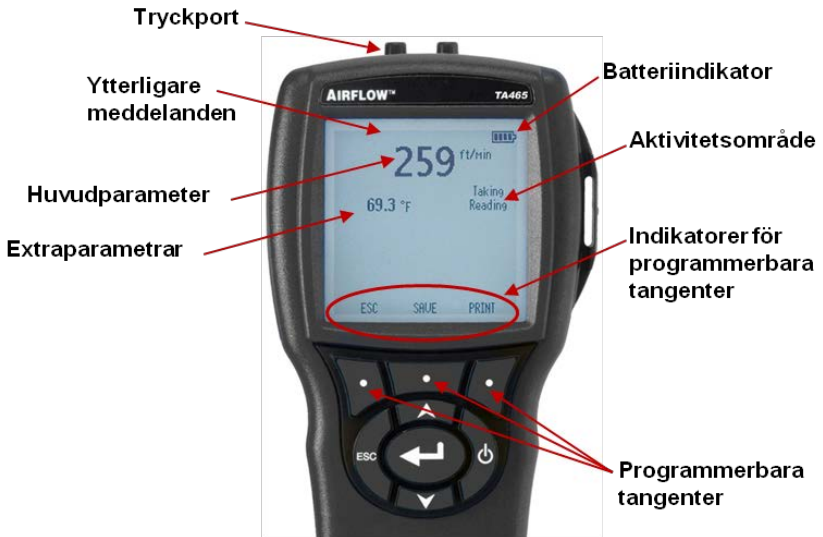 Tryckport
Ytterligare
meddelanden
Huvudparameter
Extraparametrar
AIRFLOW™
TA465
259 ft/min
69.3 °F
Taking
Reading
ESC SAVE PRINT
ESC
Batteriindikator
Aktivitetsområde
Indikatorer för
programmerbara
tangenter
Programmerbara
tangenter